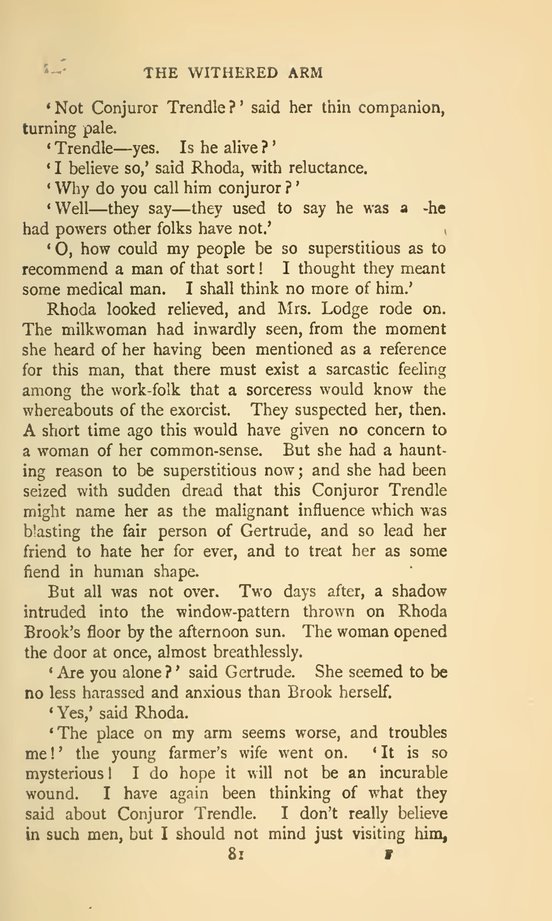 THE WITHERED ARM
‘Not Conjuror Trendle?’ said her thin companion,
turning pale.
‘Trendle—yes. Is he alive?’
‘I believe so,’ said Rhoda, with reluctance.
‘Why do you call him conjuror?’
‘Well—they say—they used to say he was a -he
had powers other folks have not.’
‘O, how could my people be so superstitious as to
recommend a man of that sort! I thought they meant
some medical man. I shall think no more of him.’
Rhoda looked relieved, and Mrs. Lodge rode on.
The milkwoman had inwardly seen, from the moment
she heard of her having been mentioned as a reference
for this man, that there must exist a sarcastic feeling
among the work-folk that a sorceress would know the
whereabouts of the exorcist. They suspected her, then.
A short time ago this would have given no concern to
a woman of her common-sense. But she had a haunt-
ing reason to be superstitious now; and she had been
seized with sudden dread that this Conjuror Trendle
might name her as the malignant influence which was
blasting the fair person of Gertrude, and so lead her
friend to hate her for ever, and to treat her as some
fiend in human shape.
But all was not over. Two days after, a shadow
intruded into the window-pattern thrown on Rhoda
Brook’s floor by the afternoon sun. The woman opened
the door at once, almost breathlessly.
‘Are you alone?’ said Gertrude. She seemed to be
no less harassed and anxious than Brook herself.
‘Yes,’ said Rhoda.
‘The place on my arm seems worse, and troubles
me!’ the young farmer’s wife went on. ‘It is so
mysterious! I do hope it will not be an incurable
wound. I have again been thinking of what they
said about Conjuror Trendle. I don’t really believe
in such men, but I should not mind just visiting him,
81 F